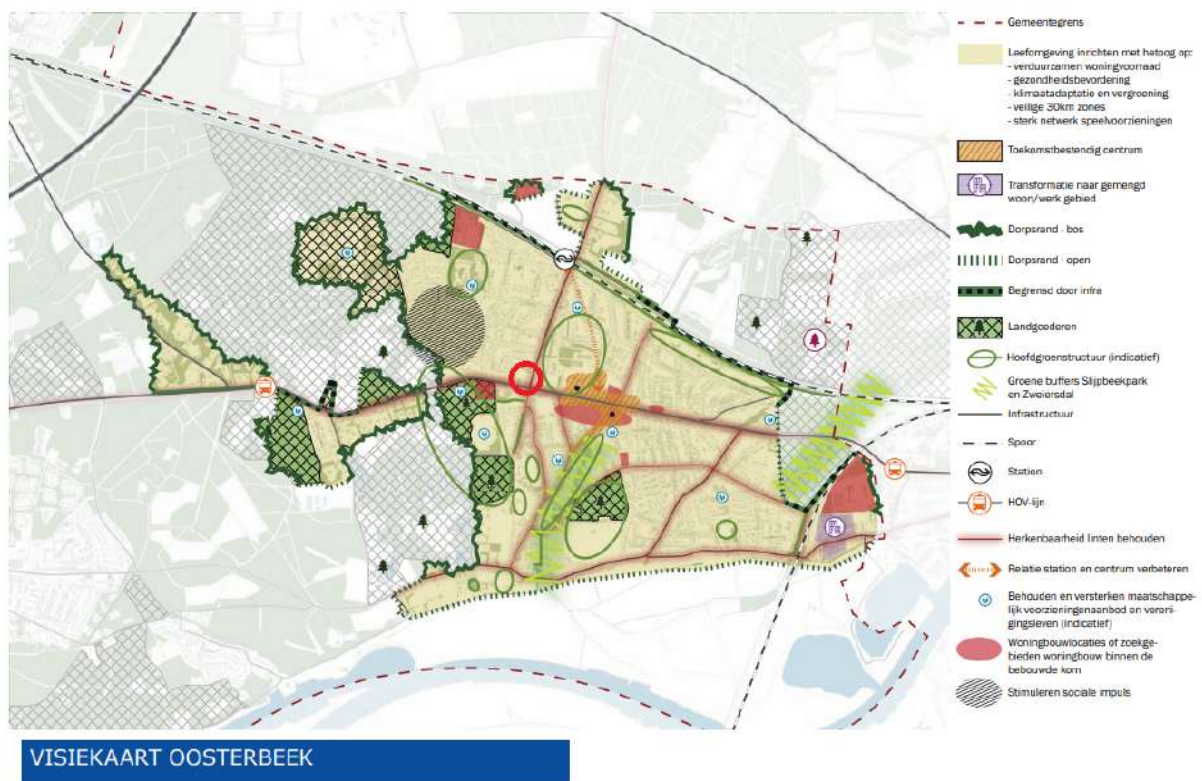 Gemeentegrens
Leefomgeving inrichten met hetoog op:
- verduurzamen woningvoorraad
- gezondheidsbevordering
- klimaatadaptatie en vergroening
- veilige 30km zones
- sterk netwerk speelvoorzieningen
Toekomstbestendig centrum
Transformatie naar gemengd
woon/werk gebied
Dorpsrand - bos
Dorpsrand - open
Begrensd door infra
Landgoederen
Hoofdgroenstructuur (indicatief)
Groene buffers Slijpbeekpark
en Zweiersdal
Infrastructuur
Spoor
Station
HOV-lijn
Herkenbaarheid linten behouden
Relatie station en centrum verbeteren
Behouden en versterken maatschappe-
lijk voorzieningenaanbod en vereni-
gingsleven (indicatief)
Woningbouwlocaties of zoekge-
bieden woningbouw binnen de
bebouwde kom
Stimuleren sociale impuls
VISIEKAART OOSTERBEEK